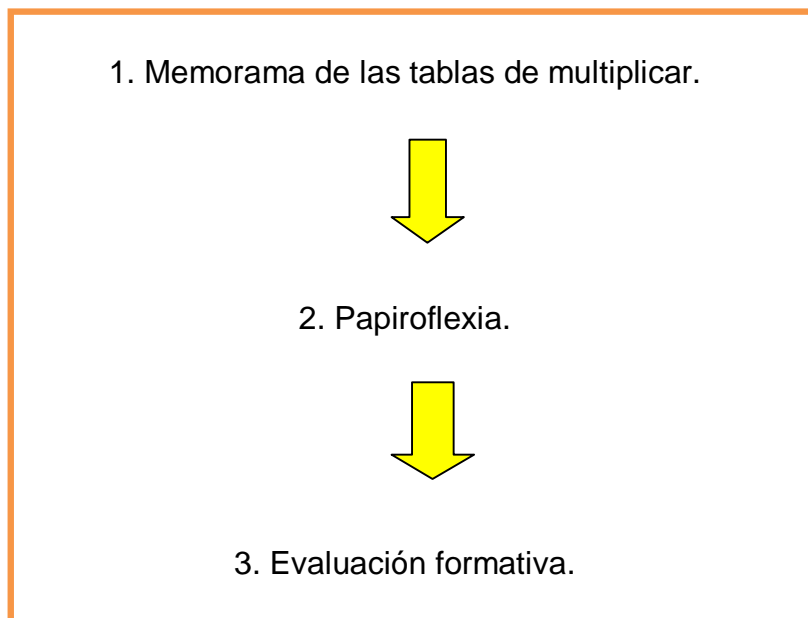 1. Memorama de las tablas de multiplicar.
2. Papiroflexia.
3. Evaluación formativa.